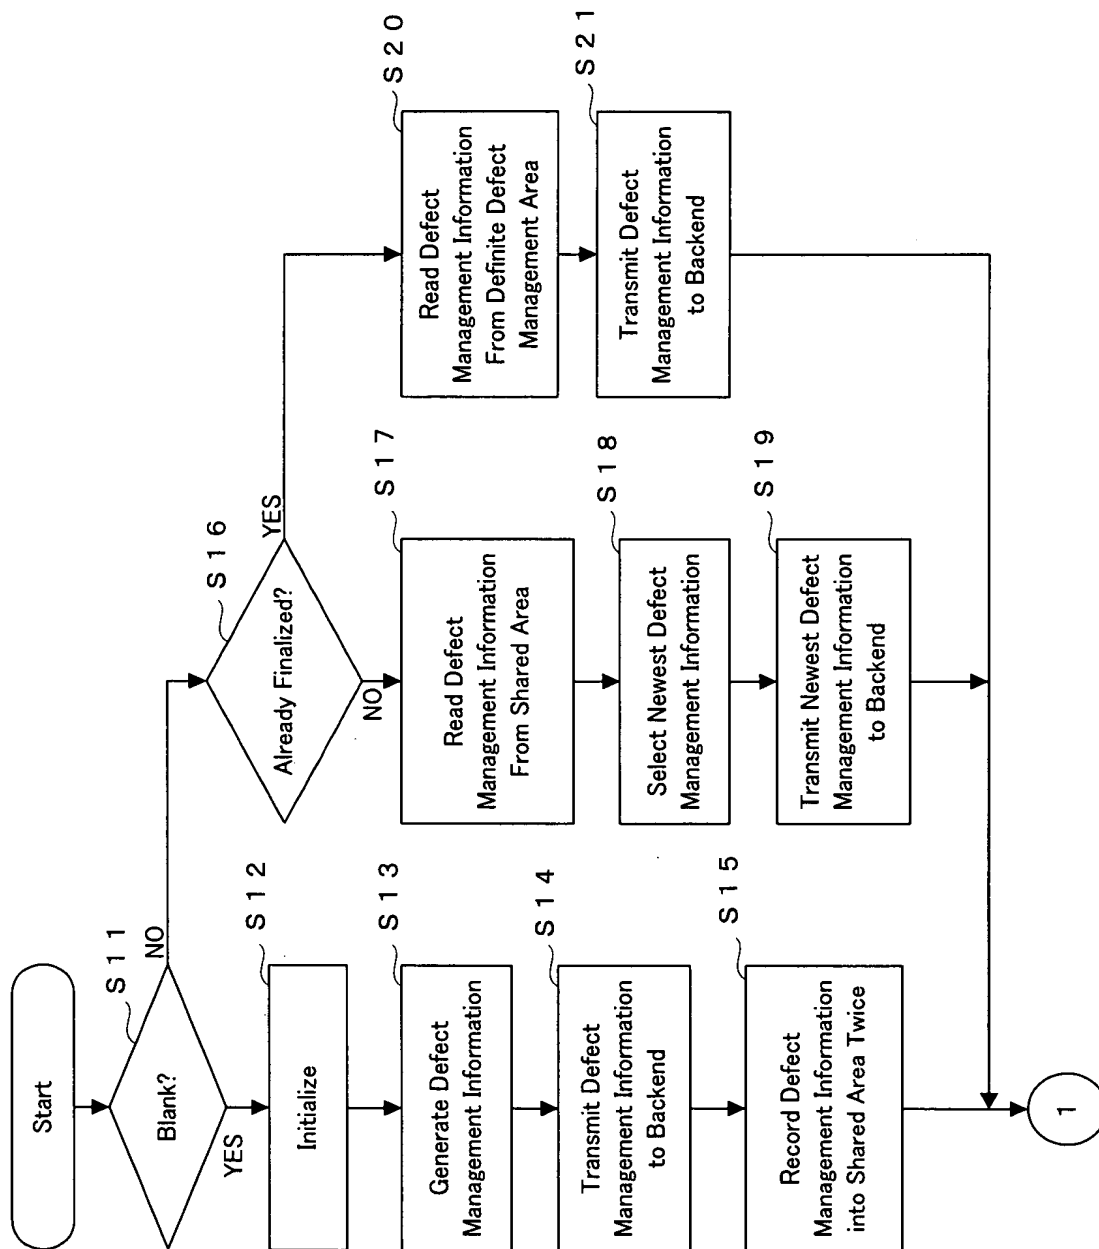 Start
S11
Blank?
NO
YES
S12
Initialize
S13
Generate Defect
Management Information
S14
Transmit Defect
Management Information
to Backend
S15
Record Defect
Management Information
into Shared Area Twice
S16
Already Finalized?
YES
NO
S17
Read Defect
Management Information
From Shared Area
S18
Select Newest Defect
Management Information
S19
Transmit Newest Defect
Management Information
to Backend
S20
Read Defect
Management Information
From Definite Defect
Management Area
S21
Transmit Defect
Management Information
to Backend
1